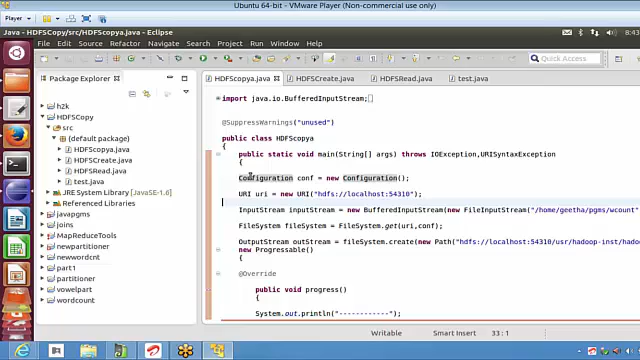 Ubuntu 64-bit - VMware Player (Non-commercial use only)
Player
Java - HDFSCopy/src/HDFScopya.java - Eclipse
8:43
File Edit Source Refactor Navigate Search Project Run Window Help
Quick Access
Package Explorer
h2k
HDFSCopy
src
(default package)
HDFScopya.java
HDFSCreate.java
HDFSRead.java
test.java
JRE System Library [JavaSE-1.6]
Referenced Libraries
javapgms
joins
MapReduceTools
newpartitioner
newwordcnt
part1
partitioner
vowelpart
wordcount
HDFScopya.java HDFSCreate.java HDFSRead.java test.java
import java.io.BufferedInputStream;
@SuppressWarnings("unused")
public class HDFScopya
public static void main(String[] args) throws IOException,URISyntaxException
{
Configuration conf = new Configuration();
URI uri = new URI("hdfs://localhost:54310");
InputStream inputStream = new BufferedInputStream(new FileInputStream("/home/geetha/pgms/wcount"
FileSystem fileSystem = FileSystem.get(uri,conf);
OutputStream outputStream = fileSystem.create(new Path("hdfs://localhost:54310/usr/hadoop-inst/hado
new Progressable()
{
@Override
public void progress()
{
System.out.println("------------");
Writable Smart Insert 33 : 1